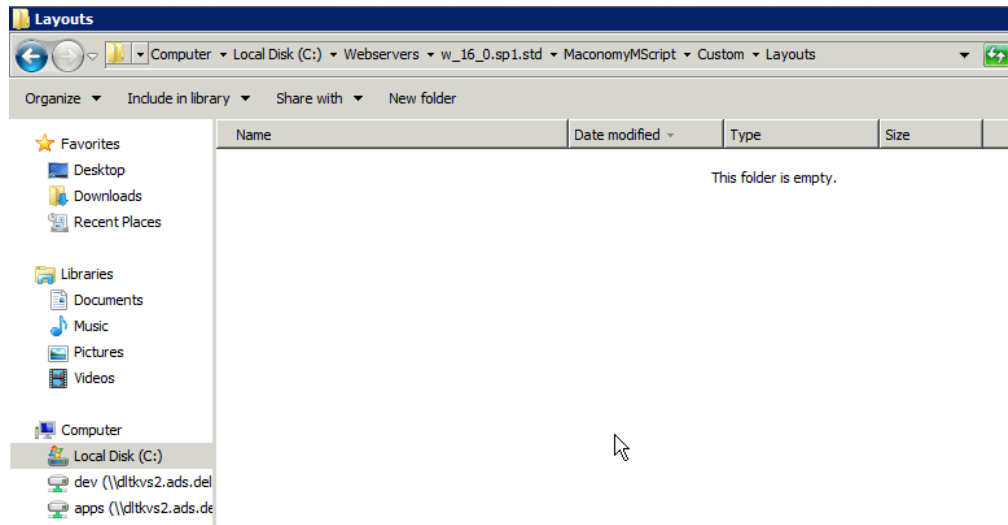 Layouts
Computer Local Disk (C:) Webservers w_16_0.sp1.std MaconomyMScript Custom Layouts
Organize Include in library Share with New folder
Name Date modified Type Size
This folder is empty.
Favorites
Desktop
Downloads
Recent Places
Libraries
Documents
Music
Pictures
Videos
Computer
Local Disk (C:)
dev (\\dltkvs2.ads.del
apps (\\dltkvs2.ads.de